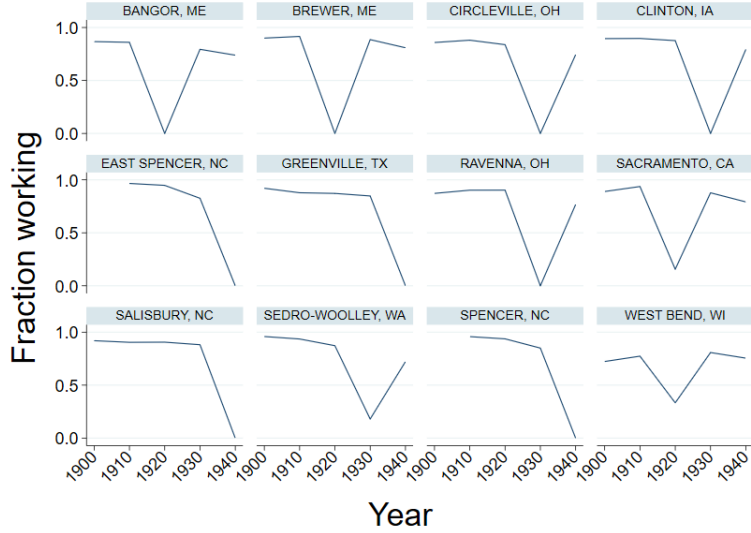 BANGOR, ME
BREWER, ME
CIRCLEVILLE, OH
CLINTON, IA
1.0
0.5
0.0
EAST SPENCER, NC
GREENVILLE, TX
RAVENNA, OH
SACRAMENTO, CA
1.0
0.5
0.0
SALISBURY, NC
SEDRO-WOOLLEY, WA
SPENCER, NC
WEST BEND, WI
1.0
0.5
0.0
Fraction working
1900 1910 1920 1930 1940
1900 1910 1920 1930 1940
1900 1910 1920 1930 1940
1900 1910 1920 1930 1940
Year